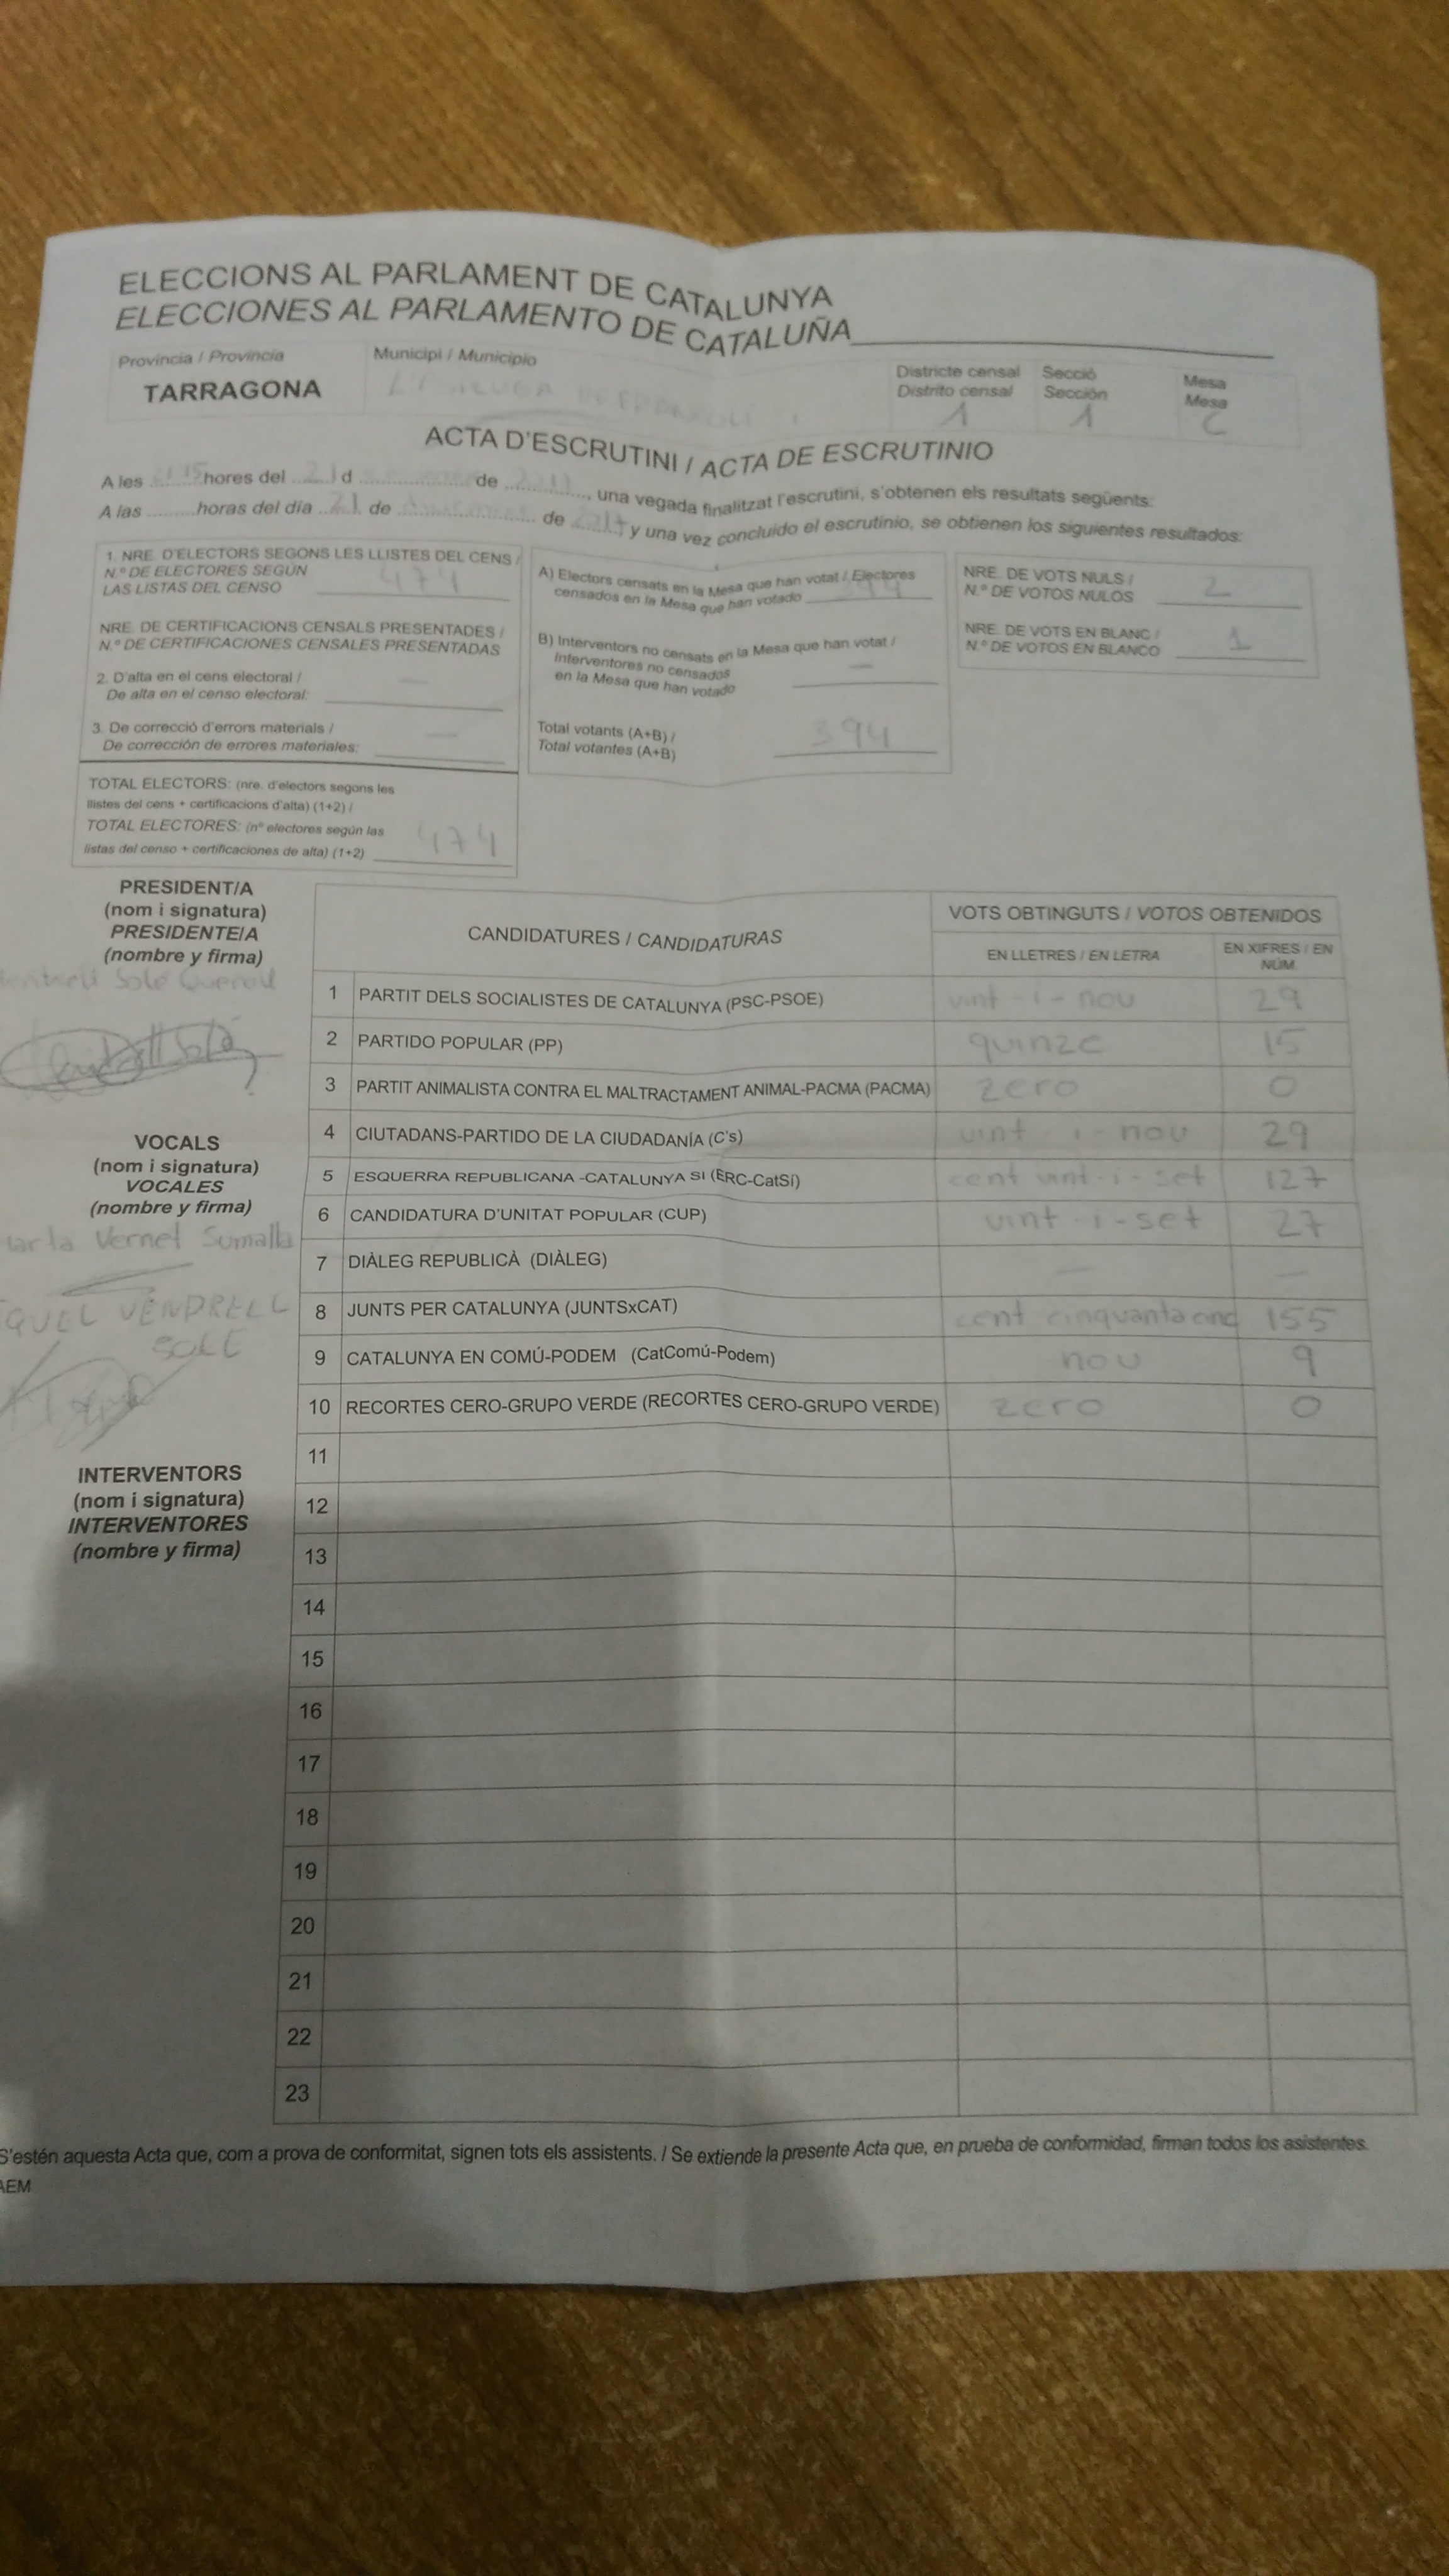 ELECCIONS AL PARLAMENT DE CATALUNYA
ELECCIONES AL PARLAMENTO DE CATALUÑA
Província / Provincia
Municipi / Municipio
Districte censal
Distrito censal
Secció
Sección
Mesa
Mesa
TARRAGONA
1
1
ACTA D'ESCRUTINI / ACTA DE ESCRUTINIO
A les hores del 21 d de , una vegada finalitzat l'escrutini, s'obtenen els resultats següents:
A las horas del día 21 de de 2017 y una vez concluido el escrutinio, se obtienen los siguientes resultados:
1. NRE. D'ELECTORS SEGONS LES LLISTES DEL CENS /
N.º DE ELECTORES SEGÚN
LAS LISTAS DEL CENSO 474
NRE. DE CERTIFICACIONS CENSALS PRESENTADES /
N.º DE CERTIFICACIONES CENSALES PRESENTADAS
2. D'alta en el cens electoral /
De alta en el censo electoral: —
3. De correcció d'errors materials /
De corrección de errores materiales: —
TOTAL ELECTORS: (nre. d'electors segons les
llistes del cens + certificacions d'alta) (1+2) /
TOTAL ELECTORES: (nº electores según las
listas del censo + certificaciones de alta) (1+2) 474
A) Electors censats en la Mesa que han votat / Electores
censados en la Mesa que han votado 394
B) Interventors no censats en la Mesa que han votat /
Interventores no censados
en la Mesa que han votado —
Total votants (A+B) /
Total votantes (A+B) 394
NRE. DE VOTS NULS /
N.º DE VOTOS NULOS 2
NRE. DE VOTS EN BLANC /
N.º DE VOTOS EN BLANCO 1
PRESIDENT/A
(nom i signatura)
PRESIDENTE/A
(nombre y firma)
Solé Querol
VOCALS
(nom i signatura)
VOCALES
(nombre y firma)
Vernet Sumalla
VENDRELL
SOLE
INTERVENTORS
(nom i signatura)
INTERVENTORES
(nombre y firma)
CANDIDATURES / CANDIDATURAS
VOTS OBTINGUTS / VOTOS OBTENIDOS
EN LLETRES / EN LETRA
EN XIFRES / EN
NÚM.
1 PARTIT DELS SOCIALISTES DE CATALUNYA (PSC-PSOE) vint-i-nou 29
2 PARTIDO POPULAR (PP) quinze 15
3 PARTIT ANIMALISTA CONTRA EL MALTRACTAMENT ANIMAL-PACMA (PACMA) zero 0
4 CIUTADANS-PARTIDO DE LA CIUDADANÍA (C's) vint-i-nou 29
5 ESQUERRA REPUBLICANA -CATALUNYA SI (ERC-CatSí) cent vint-i-set 127
6 CANDIDATURA D'UNITAT POPULAR (CUP) vint-i-set 27
7 DIÀLEG REPUBLICÀ (DIÀLEG) — —
8 JUNTS PER CATALUNYA (JUNTSxCAT) cent cinquanta cinc 155
9 CATALUNYA EN COMÚ-PODEM (CatComú-Podem) nou 9
10 RECORTES CERO-GRUPO VERDE (RECORTES CERO-GRUPO VERDE) zero 0
11
12
13
14
15
16
17
18
19
20
21
22
23
S'estén aquesta Acta que, com a prova de conformitat, signen tots els assistents. / Se extiende la presente Acta que, en prueba de conformidad, firman todos los asistentes.
AEM